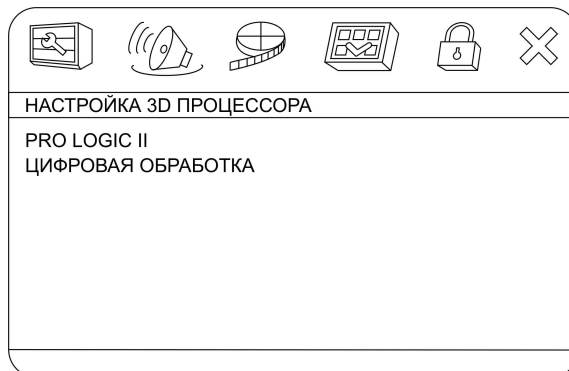 НАСТРОЙКА 3D ПРОЦЕССОРА
PRO LOGIC II
ЦИФРОВАЯ ОБРАБОТКА